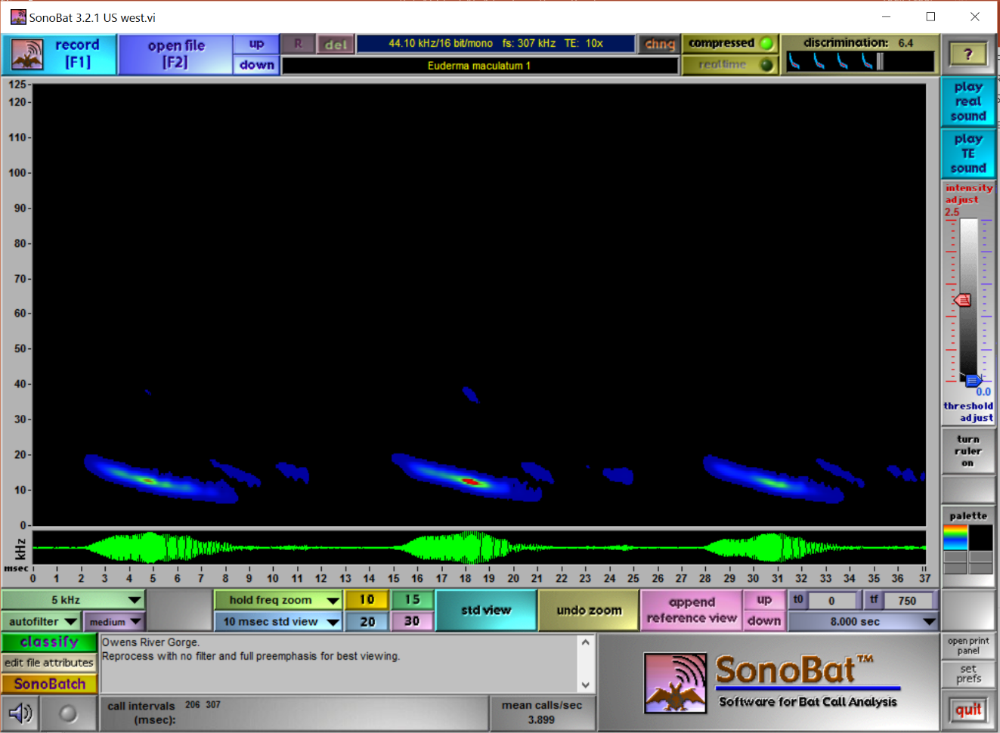 SonoBat 3.2.1 US west.vi
record
[F1]
open file
[F2]
up
down
R
del
44.10 kHz/16 bit/mono fs: 307 kHz TE: 10x
chng
Euderma maculatum 1
compressed
realtime
discrimination: 6.4
?
125
120
110
100
90
80
70
60
50
40
30
20
10
0
kHz
msec
0 1 2 3 4 5 6 7 8 9 10 11 12 13 14 15 16 17 18 19 20 21 22 23 24 25 26 27 28 29 30 31 32 33 34 35 36 37
play
real
sound
play
TE
sound
intensity
adjust
2.5
0.0
threshold
adjust
turn
ruler
on
palette
5 kHz
autofilter
medium
hold freq zoom
10 msec std view
10
15
20
30
std view
undo zoom
append
reference view
up
down
t0 0 tf 750
8.000 sec
classify
edit file attributes
SonoBatch
Owens River Gorge.
Reprocess with no filter and full preemphasis for best viewing.
call intervals 206 307
(msec):
mean calls/sec
3.899
SonoBat™
Software for Bat Call Analysis
open print
panel
set
prefs
quit